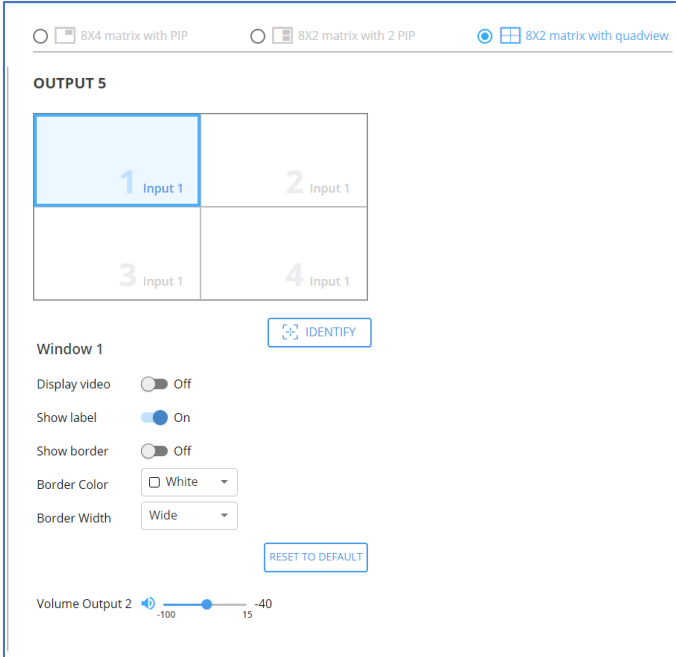 8X4 matrix with PIP 8X2 matrix with 2 PIP 8X2 matrix with quadview
OUTPUT 5
1 Input 1 2 Input 1
3 Input 1 4 Input 1
IDENTIFY
Window 1
Display video Off
Show label On
Show border Off
Border Color White
Border Width Wide
RESET TO DEFAULT
Volume Output 2 -40
-100 15